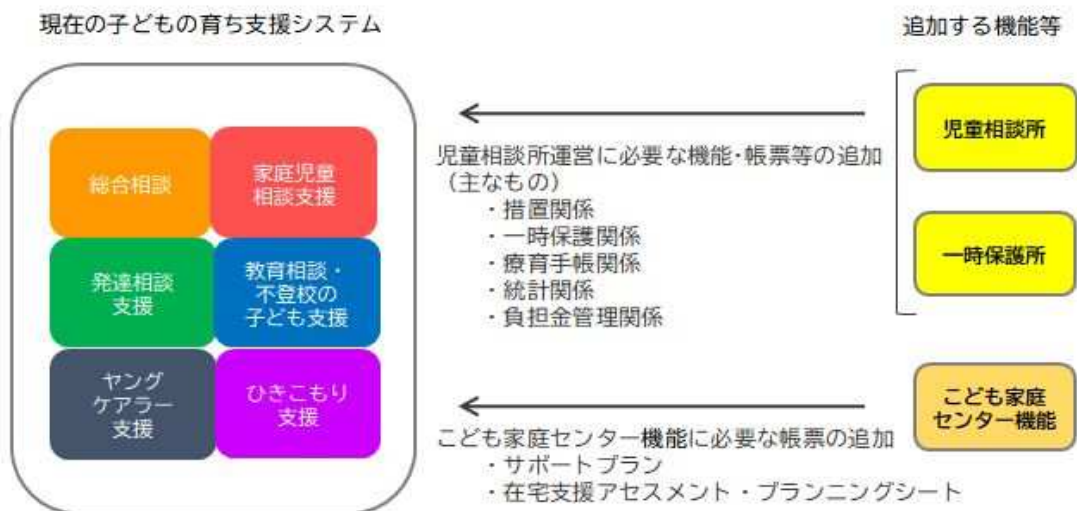 現在の子どもの育ち支援システム
追加する機能等
総合相談
家庭児童
相談支援
発達相談
支援
教育相談・
不登校の
子ども支援
ヤング
ケアラー
支援
ひきこもり
支援
児童相談所運営に必要な機能・帳票等の追加
（主なもの）
・措置関係
・一時保護関係
・療育手帳関係
・統計関係
・負担金管理関係
児童相談所
一時保護所
こども家庭センター機能に必要な帳票の追加
・サポートプラン
・在宅支援アセスメント・プランニングシート
こども家庭
センター機能